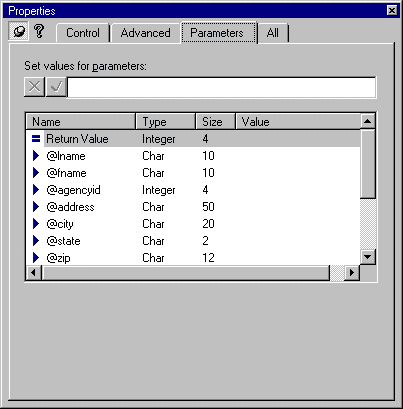 Properties
Control Advanced Parameters All
Set values for parameters:
Name Type Size Value
Return Value Integer 4
@lname Char 10
@fname Char 10
@agencyid Integer 4
@address Char 50
@city Char 20
@state Char 2
@zip Char 12